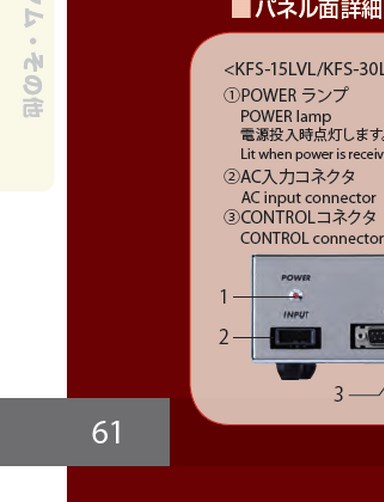 ム・その他
■パネル面詳細
<KFS-15LVL/KFS-30L
①POWER ランプ
POWER lamp
電源投入時点灯します。
Lit when power is receiv
②AC入力コネクタ
AC input connector
③CONTROLコネクタ
CONTROL connector
POWER
1
INPUT
2
3
61